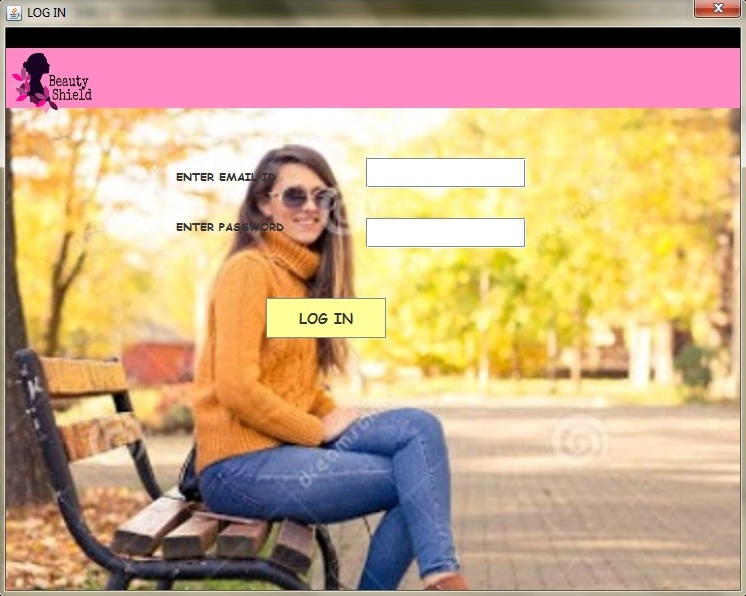 LOG IN
Beauty
Shield
ENTER EMAIL ID
ENTER PASSWORD
LOG IN